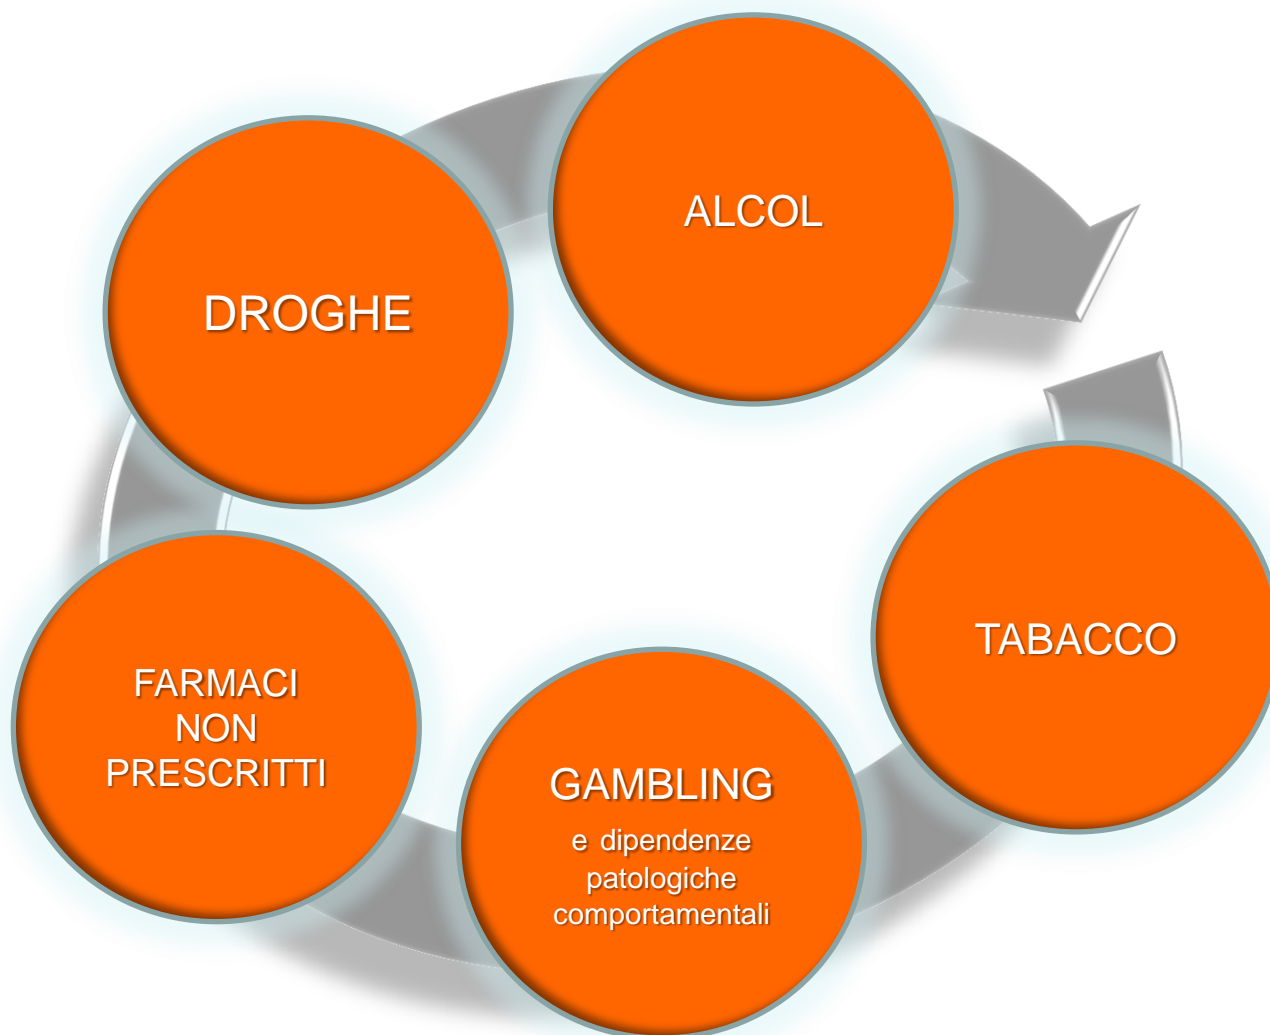 ALCOL
DROGHE
TABACCO
FARMACI
NON
PRESCRITTI
GAMBLING
e dipendenze
patologiche
comportamentali